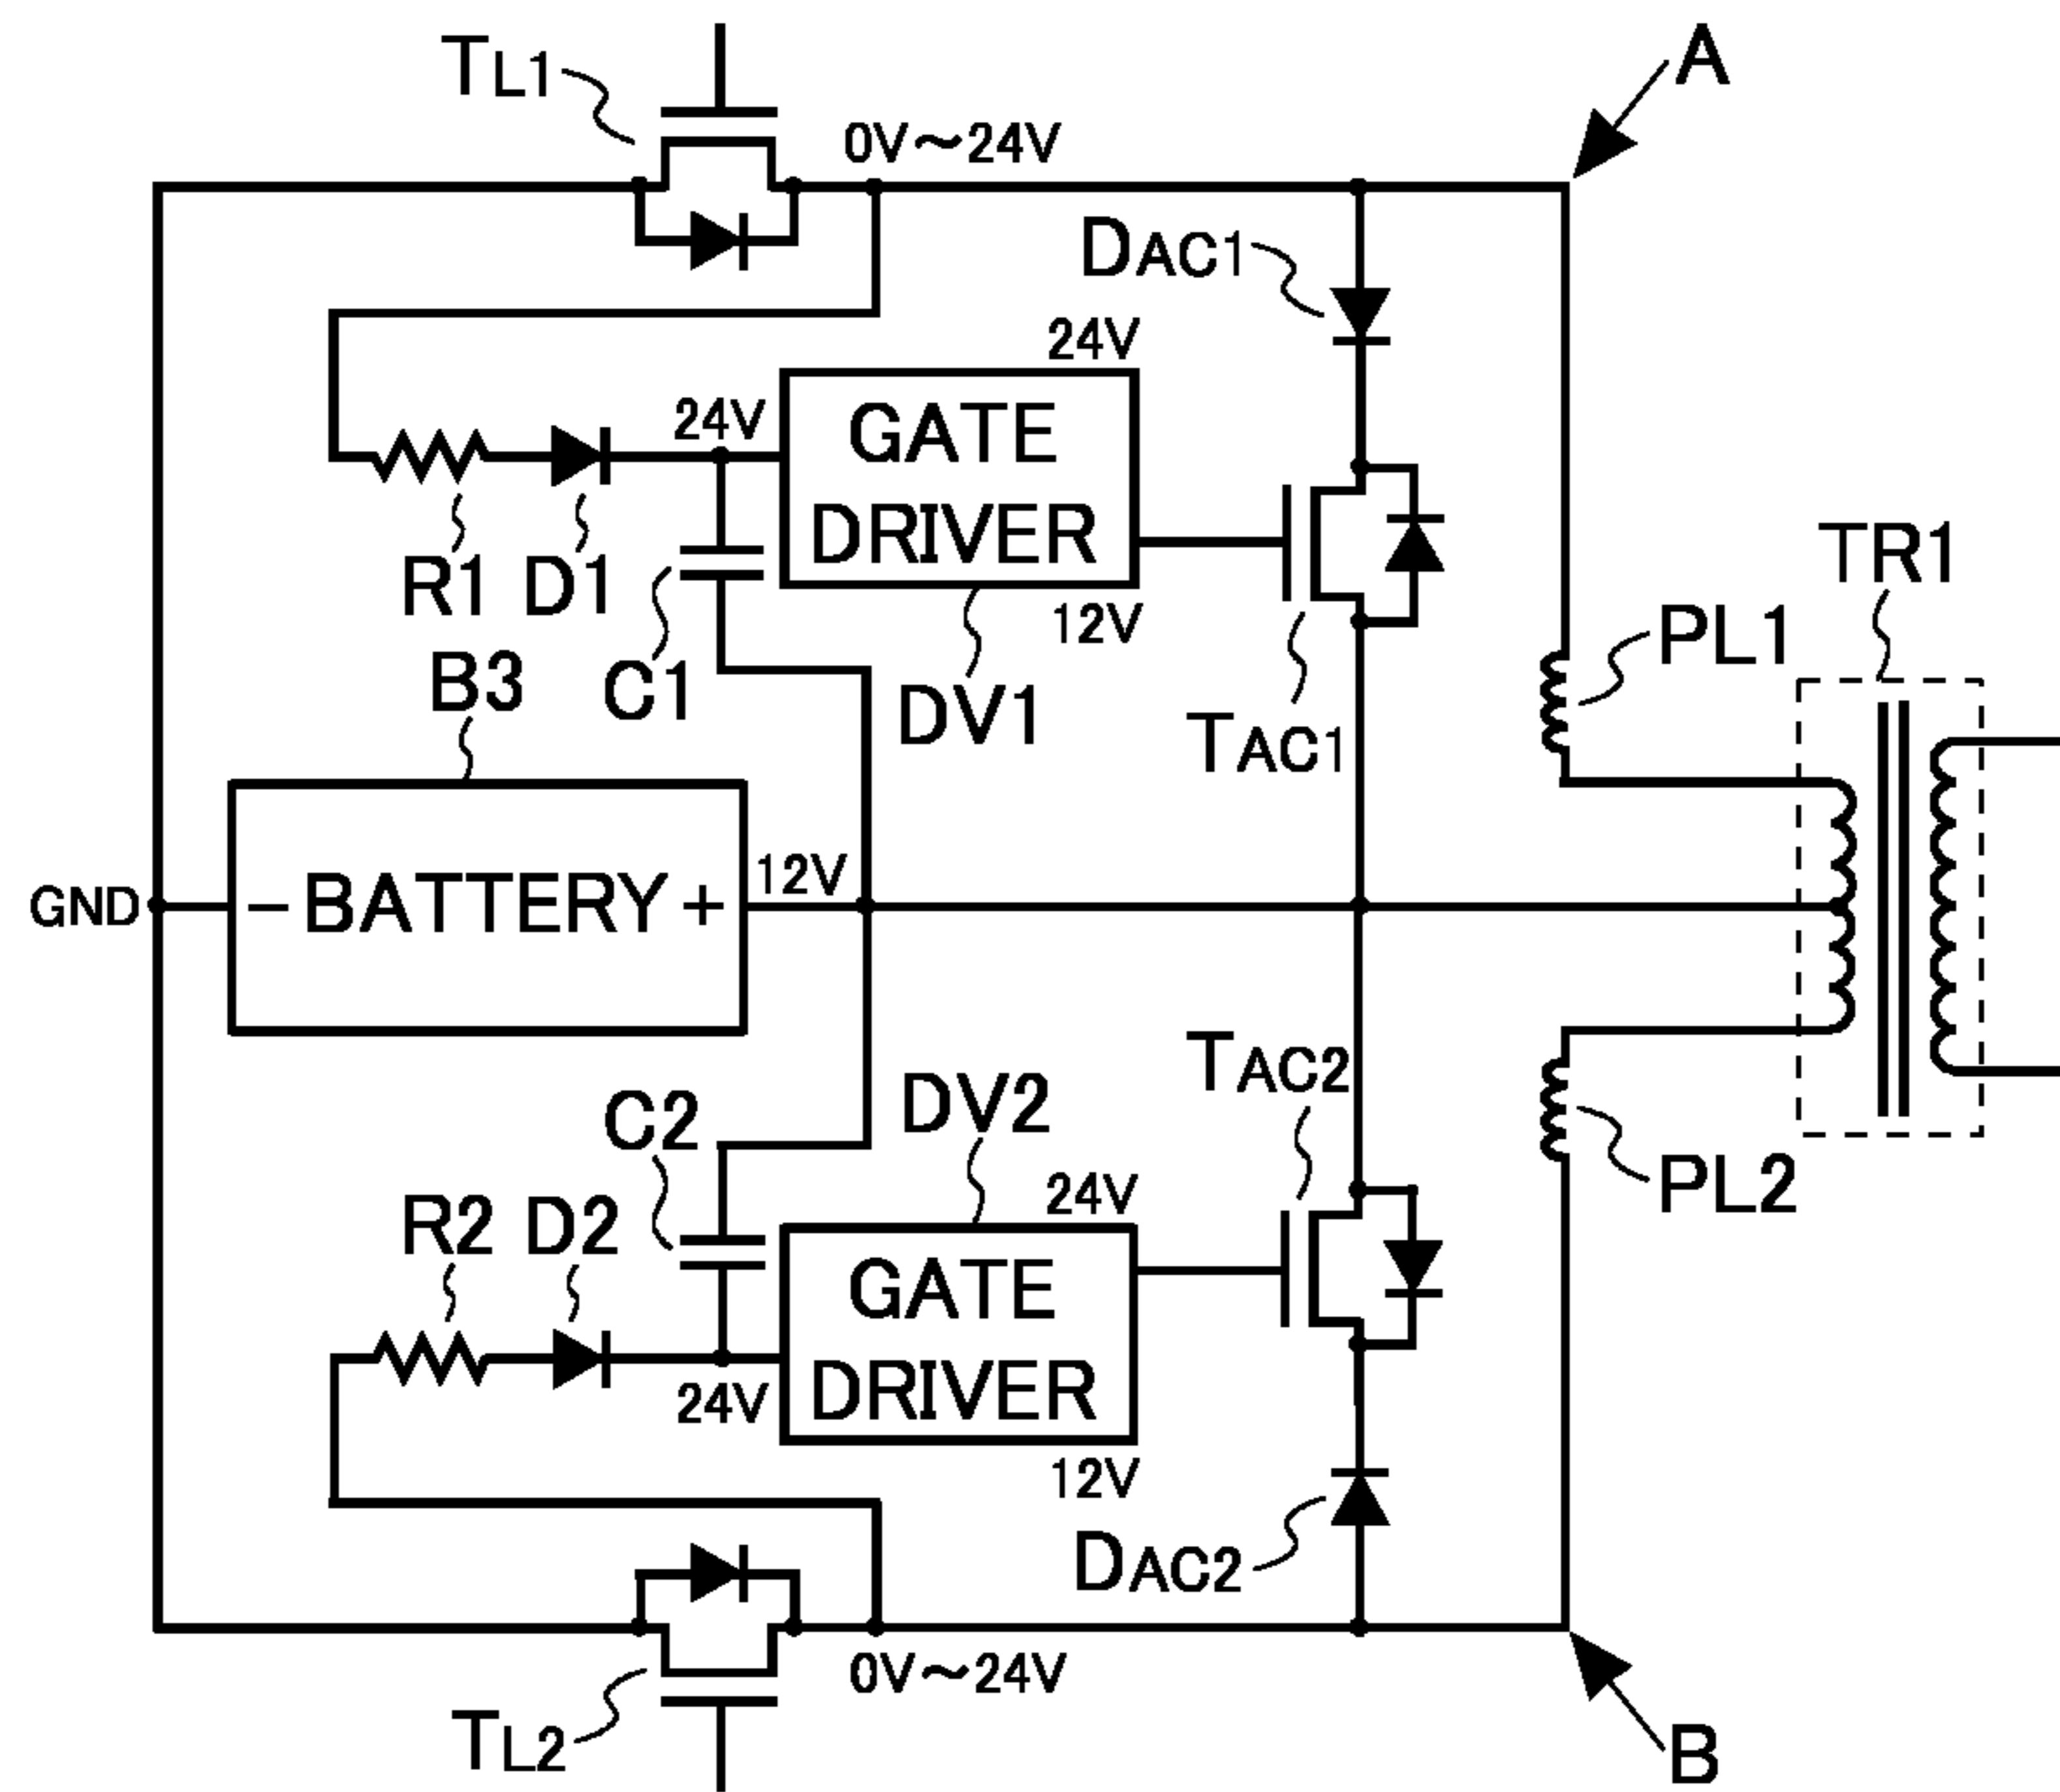 TL1
A
0V～24V
DAC1
24V
24V
GATE
DRIVER
R1
D1
12V
TR1
PL1
B3
C1
DV1
TAC1
12V
GND
－BATTERY＋
TAC2
C2
DV2
24V
PL2
R2
D2
GATE
DRIVER
24V
12V
DAC2
0V～24V
TL2
B